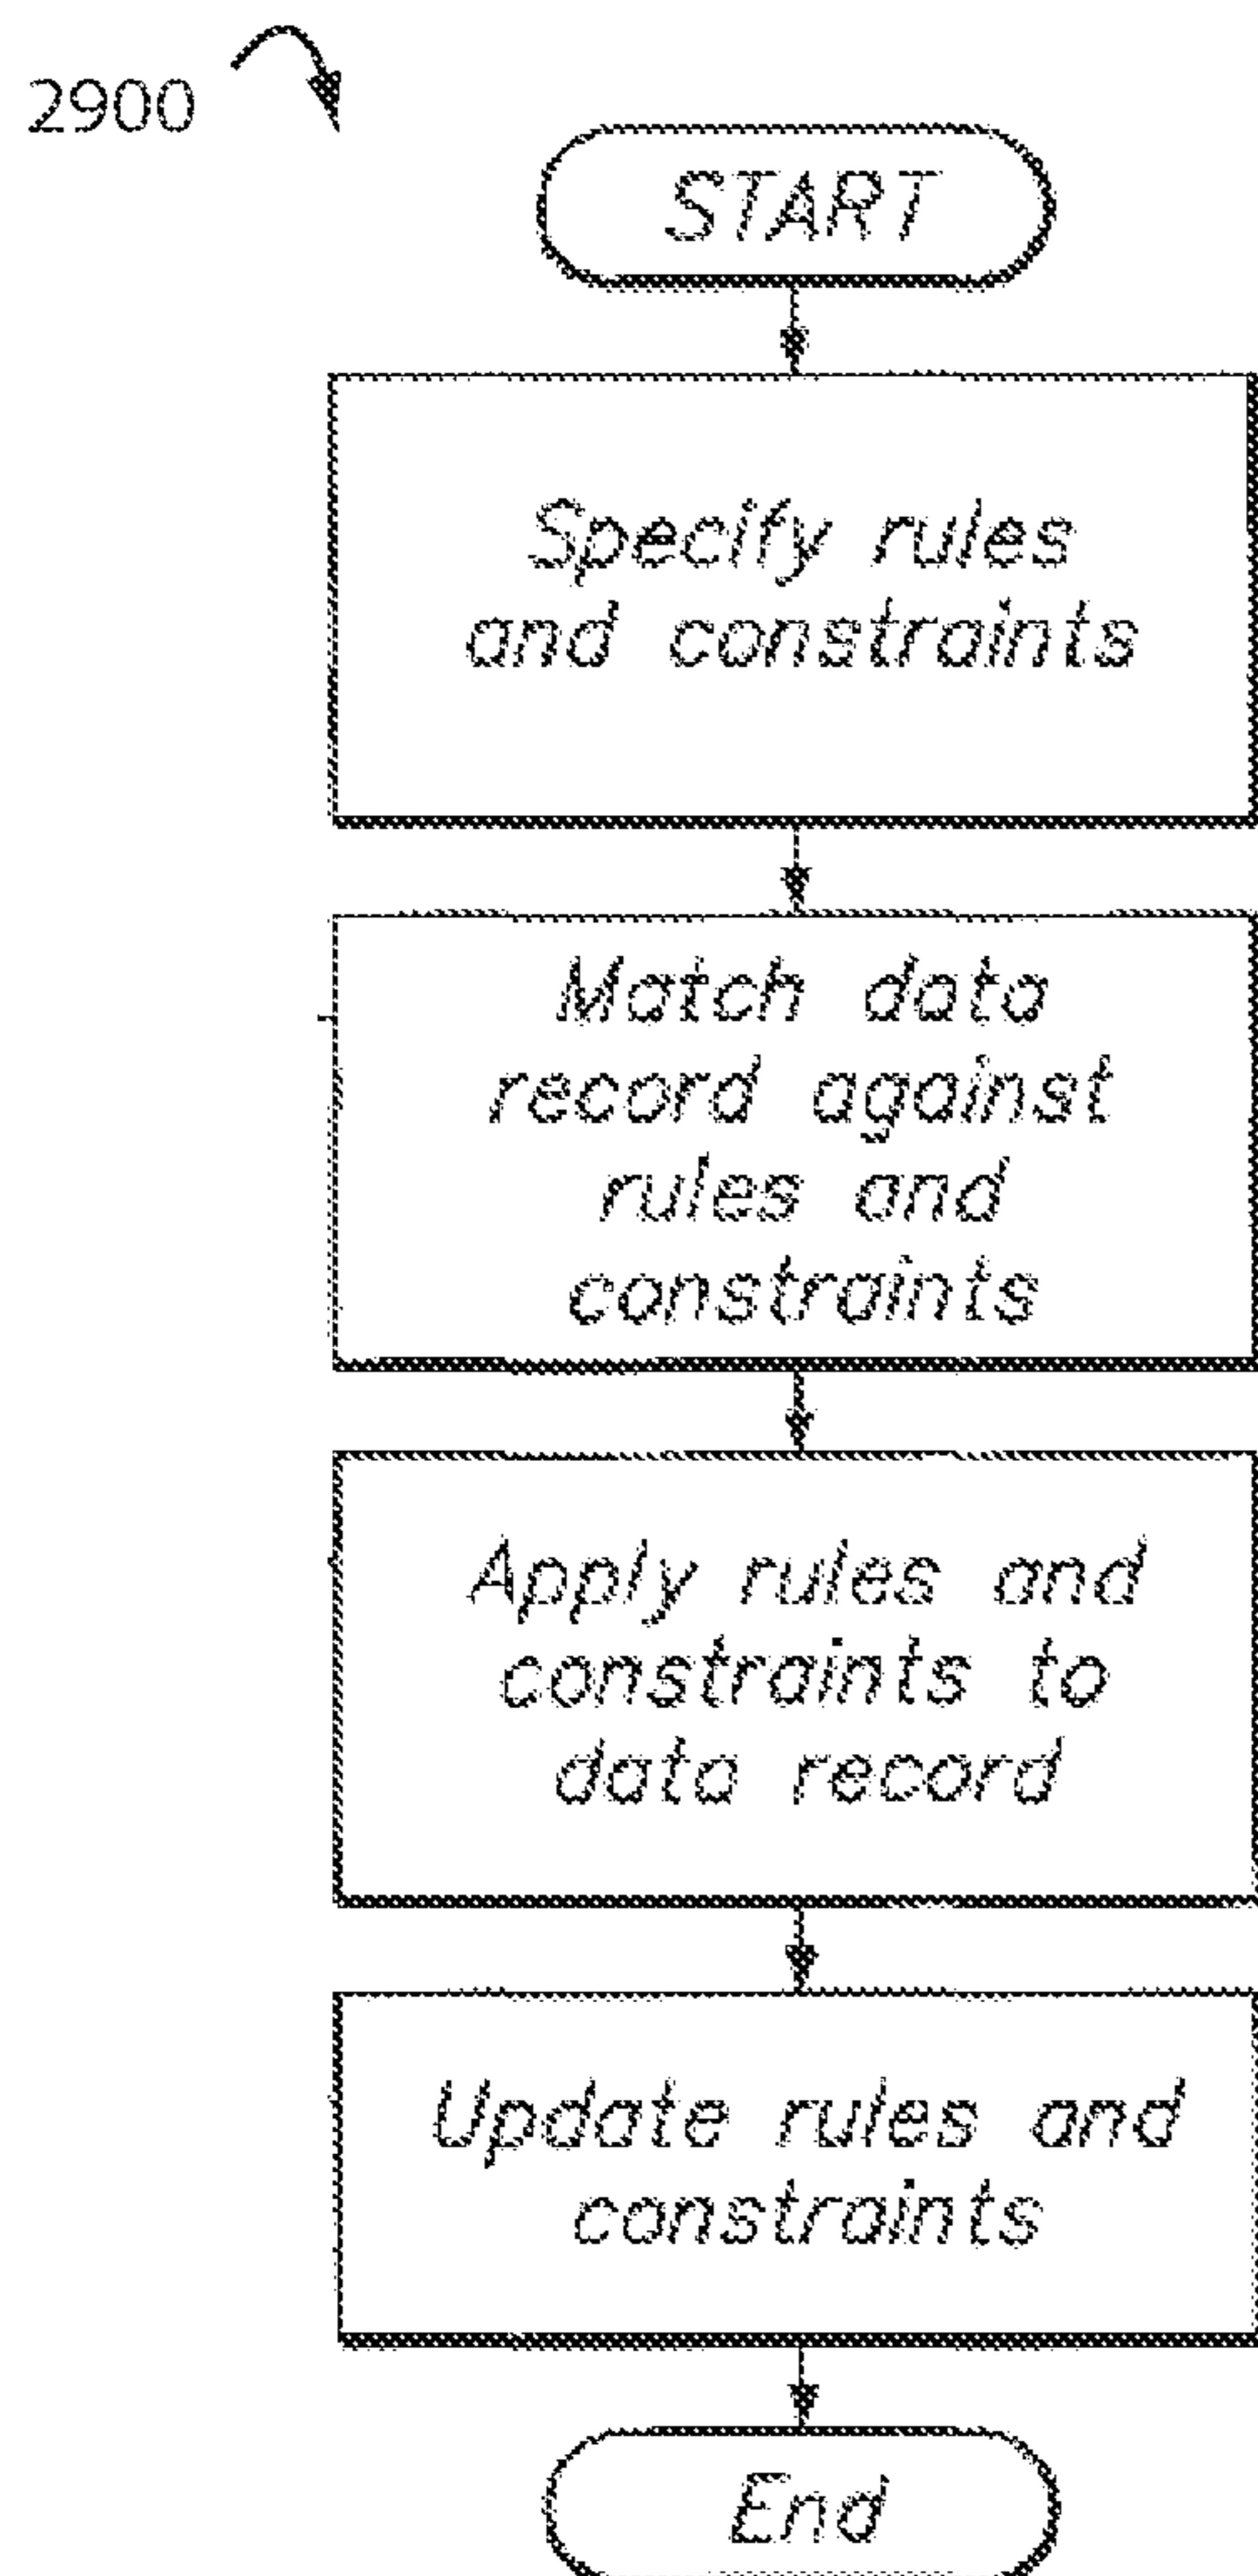 2900
START
Specify rules
and constraints
Match data
record against
rules and
constraints
Apply rules and
constraints to
data record
Update rules and
constraints
End